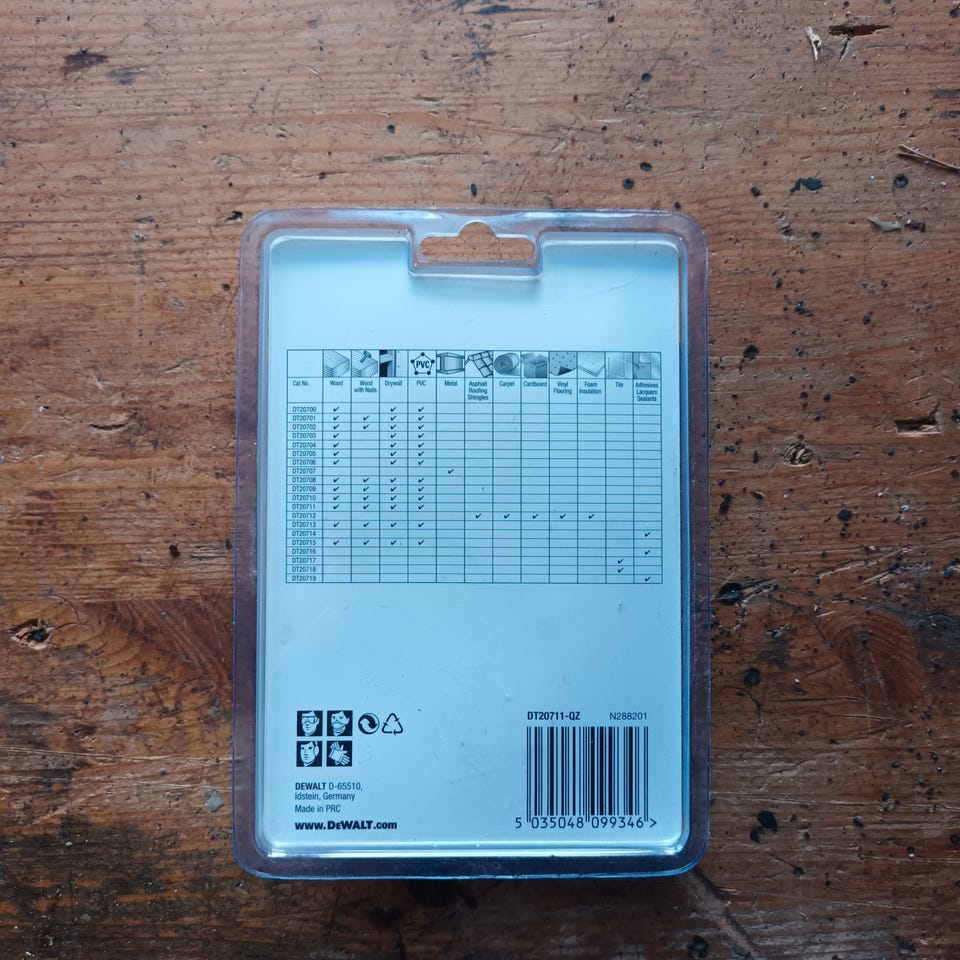 PVC
Cat No. Wood Wood with Nails Drywall PVC Metal Asphalt Roofing Shingles Carpet Cardboard Vinyl Flooring Foam Insulation Tile Adhesives Lacquers Sealants
DT20700 ✓ ✓ ✓
DT20701 ✓ ✓ ✓ ✓
DT20702 ✓ ✓ ✓ ✓
DT20703 ✓ ✓ ✓
DT20704 ✓ ✓ ✓
DT20705 ✓ ✓ ✓
DT20706 ✓ ✓ ✓
DT20707 ✓
DT20708 ✓ ✓ ✓ ✓
DT20709 ✓ ✓ ✓ ✓
DT20710 ✓ ✓ ✓ ✓
DT20711 ✓ ✓ ✓ ✓
DT20712 ✓ ✓ ✓ ✓ ✓
DT20713 ✓ ✓ ✓ ✓
DT20714 ✓
DT20715 ✓ ✓ ✓ ✓
DT20716 ✓
DT20717 ✓
DT20718 ✓
DT20719 ✓
DT20711-QZ N288201
DEWALT D-65510,
Idstein, Germany
Made in PRC
www.DEWALT.com
5 035048 099346 >